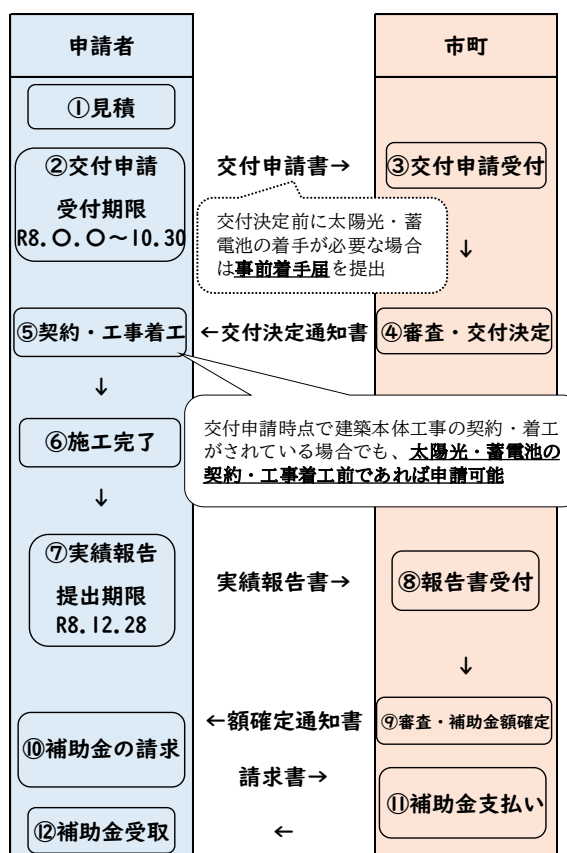 申請者
市町
①見積
②交付申請
受付期限
R8.○.○～10.30
交付申請書→
③交付申請受付
交付決定前に太陽光・蓄
電池の着手が必要な場合
は事前着手届を提出
↓
⑤契約・工事着工
←交付決定通知書
④審査・交付決定
↓
交付申請時点で建築本体工事の契約・着工
がされている場合でも、太陽光・蓄電池の
契約・工事着工前であれば申請可能
⑥施工完了
↓
⑦実績報告
提出期限
R8.12.28
実績報告書→
⑧報告書受付
↓
←額確定通知書
⑨審査・補助金額確定
⑩補助金の請求
請求書→
⑪補助金支払い
⑫補助金受取
←